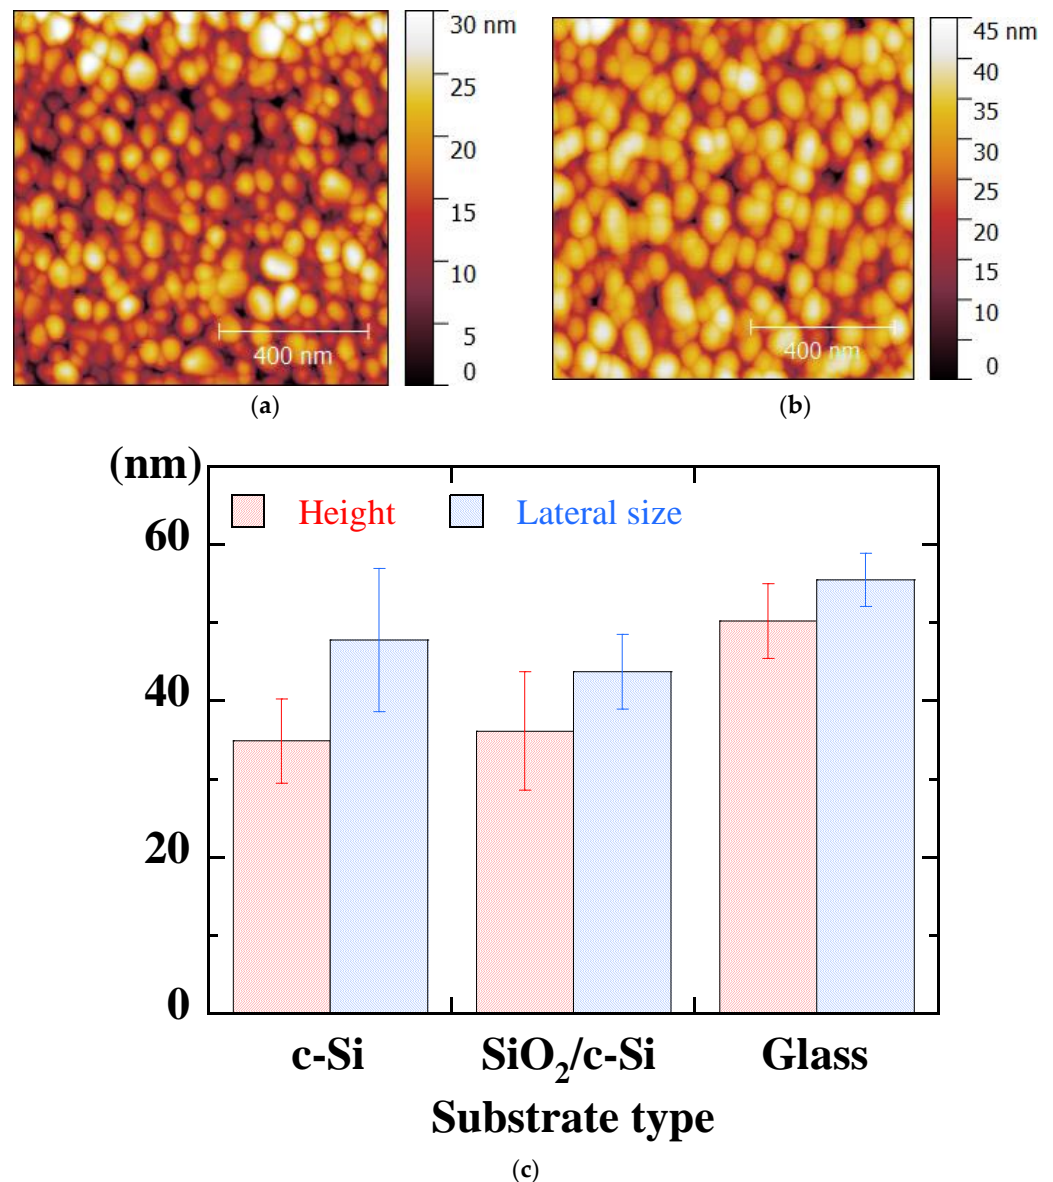 30 nm
25
20
15
10
5
0
400 nm
(a)
45 nm
40
35
30
25
20
15
10
0
400 nm
(b)
(nm)
Height
Lateral size
60
40
20
0
c-Si
SiO₂/c-Si
Glass
Substrate type
(c)